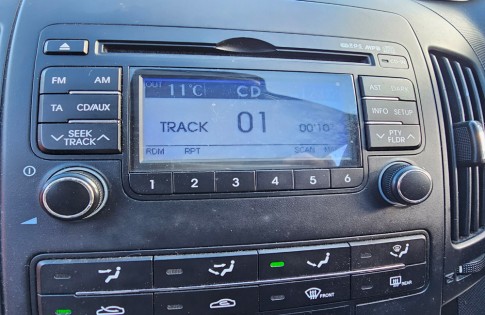 FM AM
TA CD/AUX
SEEK
TRACK
OUT
11°C CD
TRACK 01 00:10
RDM RPT SCAN
1 2 3 4 5 6
AST
INFO SETUP
PTY
FLDR
FRONT
REAR